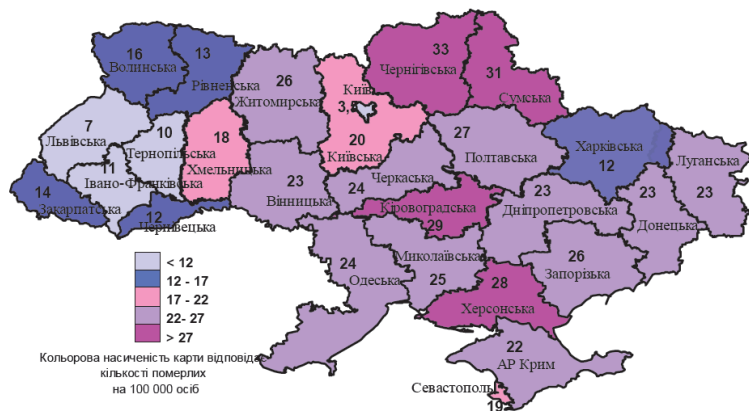 33
Чернігівська
31
Сумська
16
Волинська
13
Рівненська
26
Житомирська
Київ
3,5
20
Київська
7
Львівська
10
Тернопільська
18
Хмельницька
11
Івано-Франківська
14
Закарпатська
12
Чернівецька
23
Вінницька
24
Черкаська
27
Полтавська
Харківська
12
Луганська
23
23
Донецька
23
Дніпропетровська
Кіровоградська
29
24
Одеська
Миколаївська
25
26
Запорізька
28
Херсонська
22
АР Крим
Севастополь
19
< 12
12 - 17
17 - 22
22- 27
> 27
Кольорова насиченість карти відповідає
кількості померлих
на 100 000 осіб